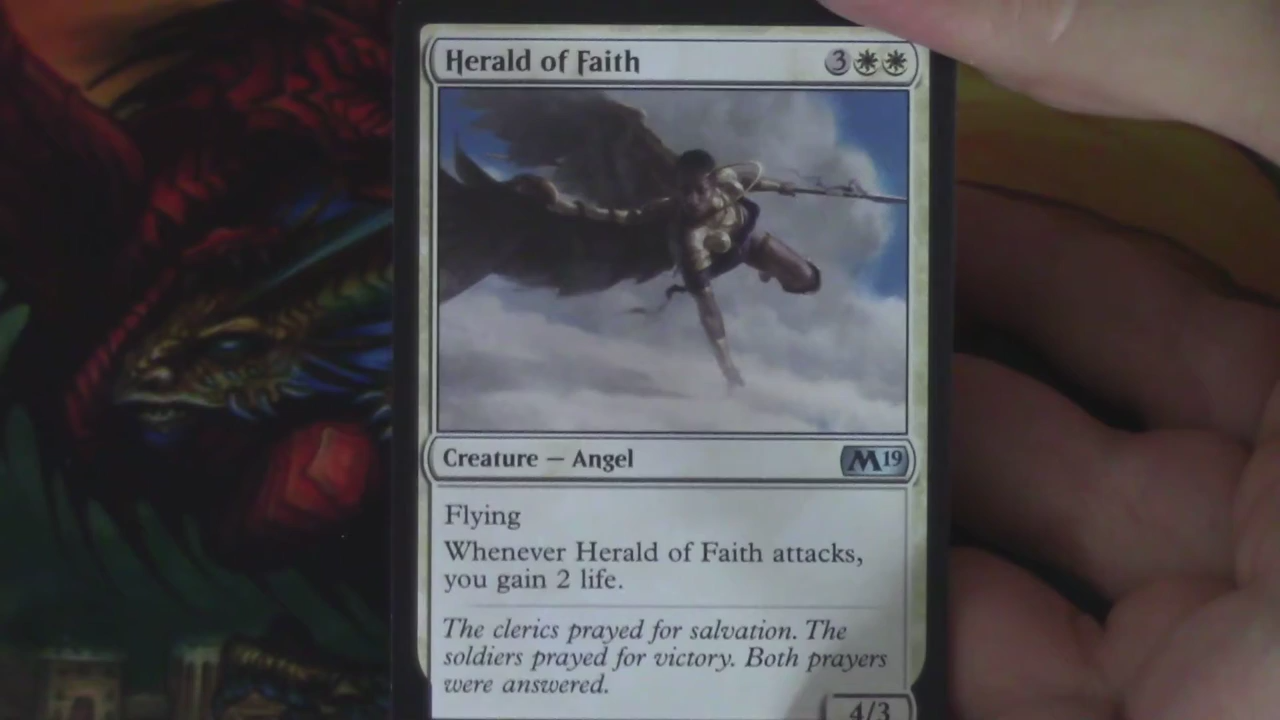 Herald of Faith 3
Creature — Angel M19
Flying
Whenever Herald of Faith attacks,
you gain 2 life.
The clerics prayed for salvation. The
soldiers prayed for victory. Both prayers
were answered.
4/3